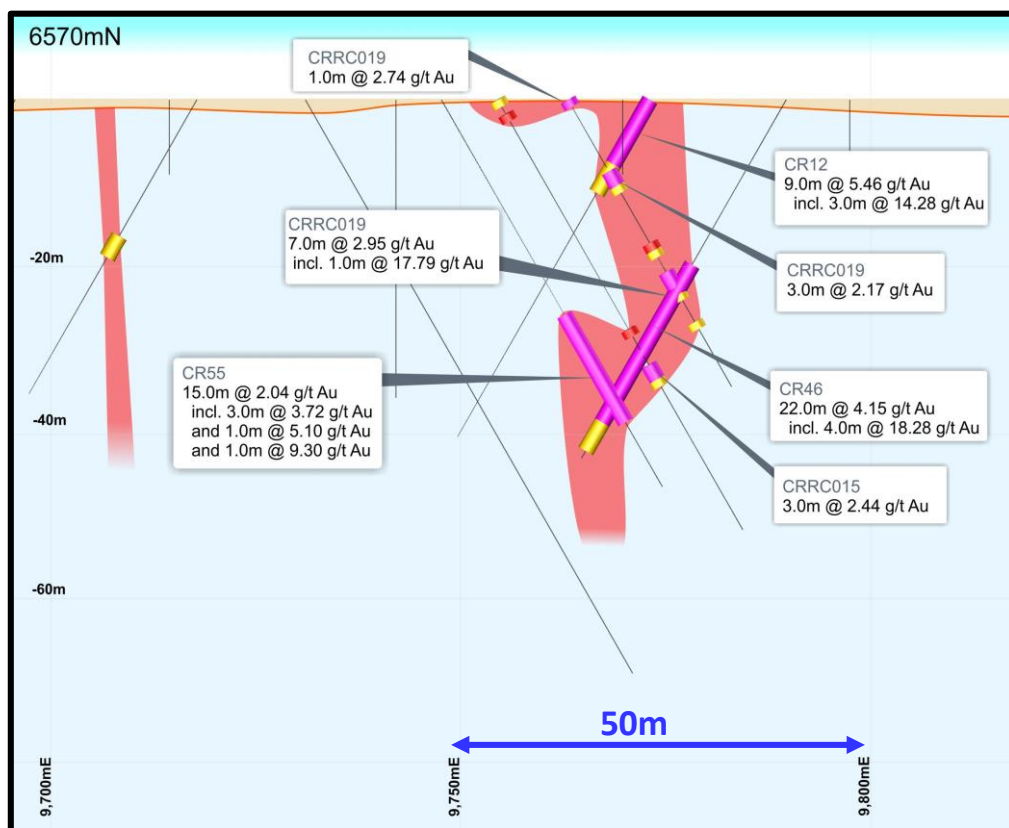 6570mN
CRRC019
1.0m @ 2.74 g/t Au
CR12
9.0m @ 5.46 g/t Au
incl. 3.0m @ 14.28 g/t Au
CRRC019
7.0m @ 2.95 g/t Au
incl. 1.0m @ 17.79 g/t Au
CRRC019
3.0m @ 2.17 g/t Au
-20m
CR55
15.0m @ 2.04 g/t Au
incl. 3.0m @ 3.72 g/t Au
and 1.0m @ 5.10 g/t Au
and 1.0m @ 9.30 g/t Au
CR46
22.0m @ 4.15 g/t Au
incl. 4.0m @ 18.28 g/t Au
-40m
CRRC015
3.0m @ 2.44 g/t Au
-60m
50m
9,700mE
9,750mE
9,800mE